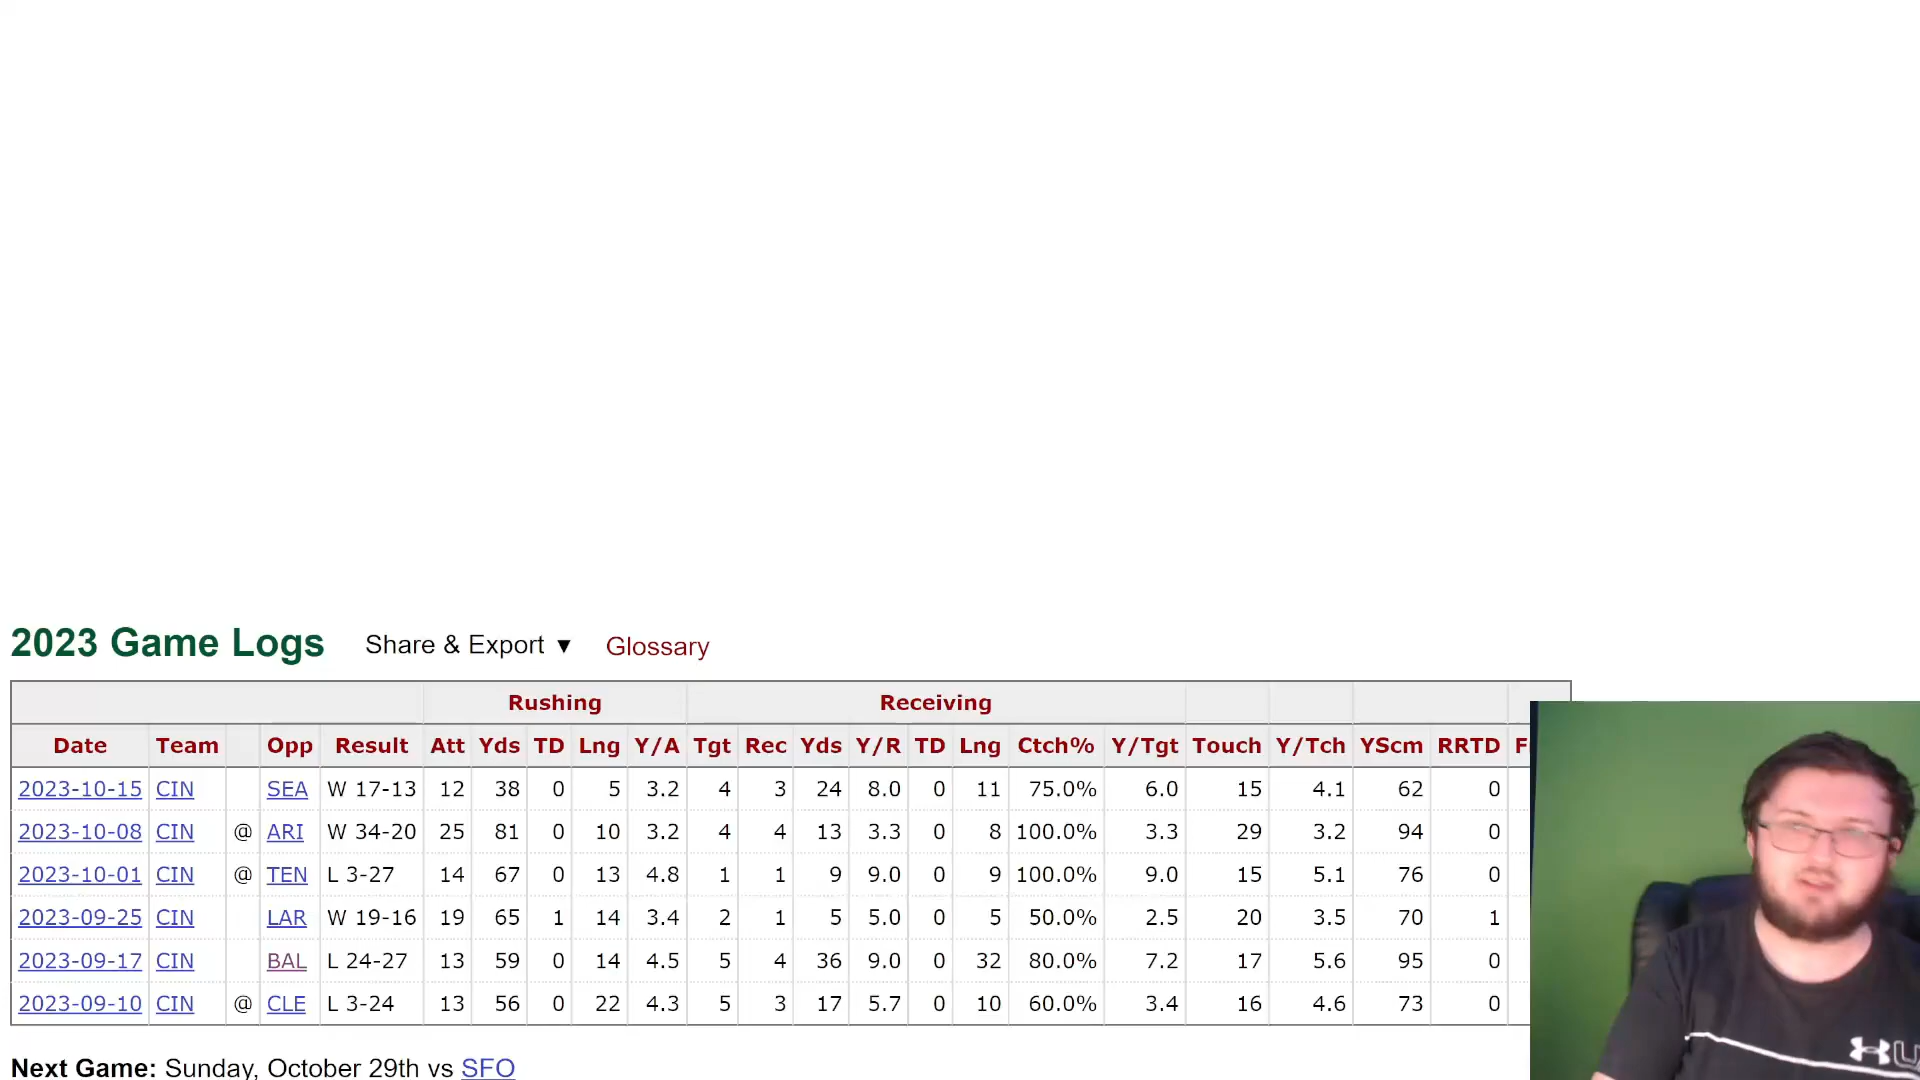 2023 Game Logs Share & Export ▼ Glossary
Rushing Receiving
Date Team Opp Result Att Yds TD Lng Y/A Tgt Rec Yds Y/R TD Lng Ctch% Y/Tgt Touch Y/Tch YScm RRTD F
2023-10-15 CIN SEA W 17-13 12 38 0 5 3.2 4 3 24 8.0 0 11 75.0% 6.0 15 4.1 62 0
2023-10-08 CIN @ ARI W 34-20 25 81 0 10 3.2 4 4 13 3.3 0 8 100.0% 3.3 29 3.2 94 0
2023-10-01 CIN @ TEN L 3-27 14 67 0 13 4.8 1 1 9 9.0 0 9 100.0% 9.0 15 5.1 76 0
2023-09-25 CIN LAR W 19-16 19 65 1 14 3.4 2 1 5 5.0 0 5 50.0% 2.5 20 3.5 70 1
2023-09-17 CIN BAL L 24-27 13 59 0 14 4.5 5 4 36 9.0 0 32 80.0% 7.2 17 5.6 95 0
2023-09-10 CIN @ CLE L 3-24 13 56 0 22 4.3 5 3 17 5.7 0 10 60.0% 3.4 16 4.6 73 0
Next Game: Sunday, October 29th vs SFO